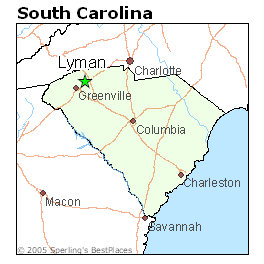 South Carolina
Lyman
Charlotte
Greenville
Columbia
Charleston
Macon
Savannah
© 2005 Sperling's BestPlaces